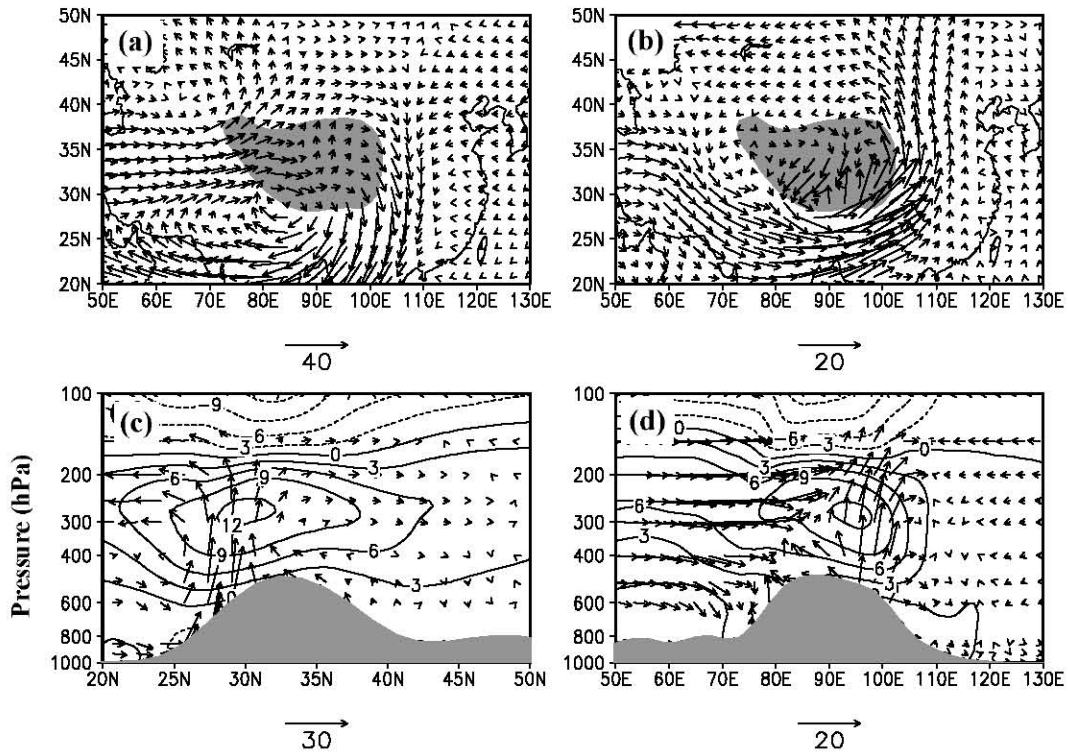 50N 50N
(a) (b)
45N 45N
40N 40N
35N 35N
30N 30N
25N 25N
20N 20N
50E 60E 70E 80E 90E 100E 110E 120E 130E 50E 60E 70E 80E 90E 100E 110E 120E 130E
40 20
100 100
(c) (d)
-9 0
-6 -6 -3 0
-3 0 3 3
200 200
6 9 6 9
300 300
12 6
400 400
9 6 3 6 3
600 600
0 0
800 800
1000 1000
20N 25N 30N 35N 40N 45N 50N 50E 60E 70E 80E 90E 100E 110E 120E 130E
Pressure (hPa)
30 20